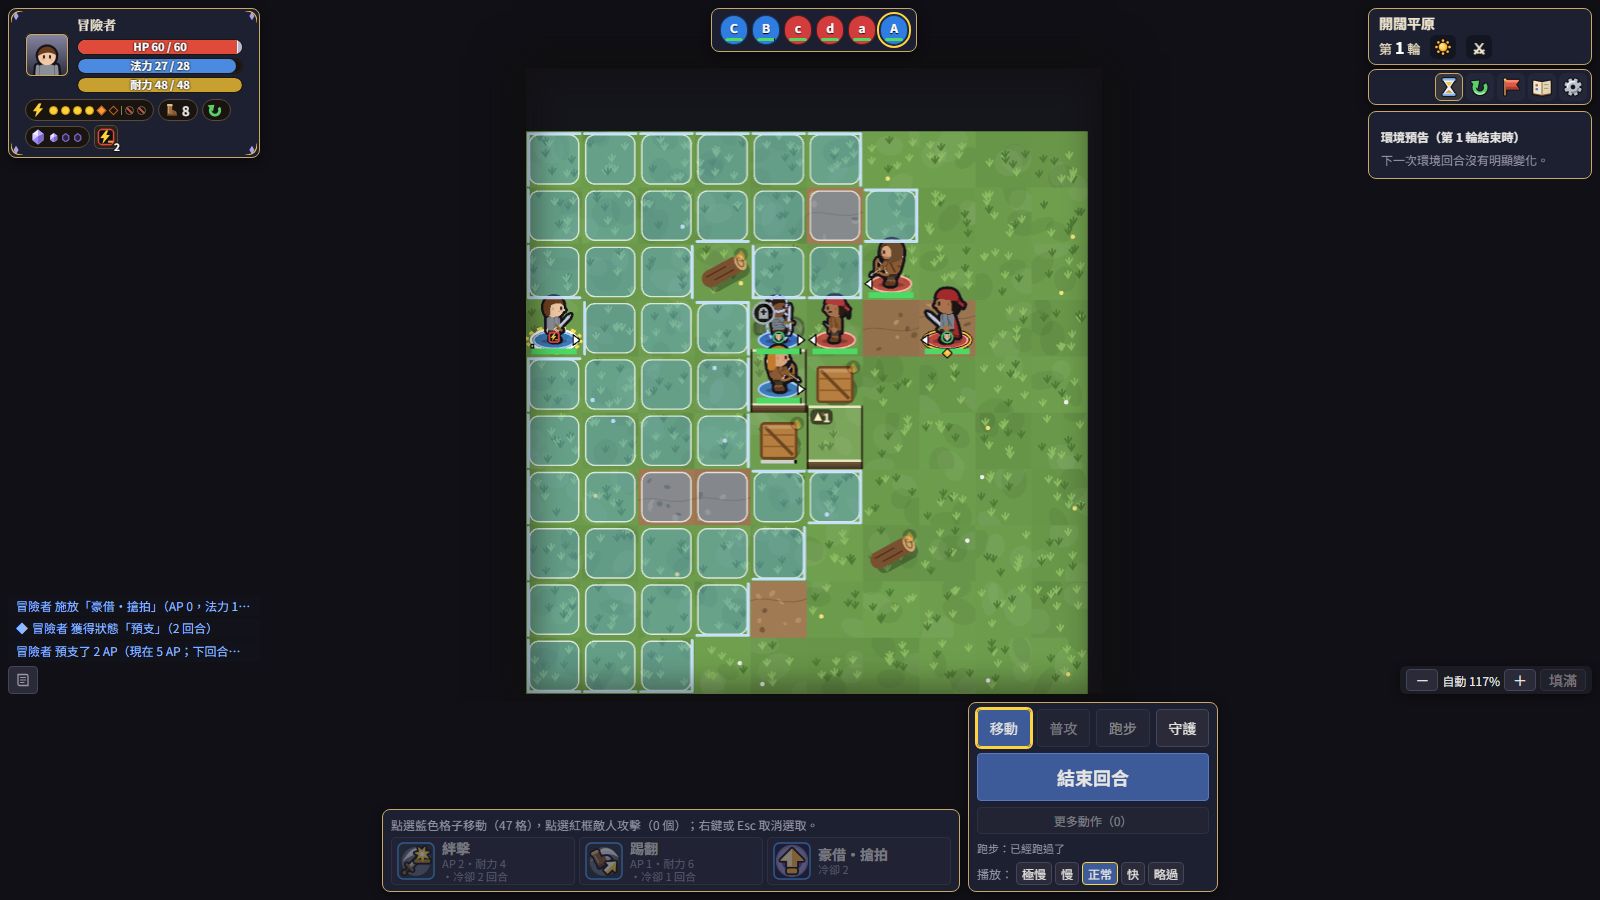 冒險者
HP 60 / 60
法力 27 / 28
耐力 48 / 48
8
2
C B c d a A
開闊平原
第 1 輪
環境預告（第 1 輪結束時）
下一次環境回合沒有明顯變化。
▲1
冒險者 施放「豪借・搶拍」（AP 0，法力 1…
◆ 冒險者 獲得狀態「預支」（2 回合）
冒險者 預支了 2 AP（現在 5 AP；下回合…
− 自動 117% + 填滿
移動 普攻 跑步 守護
結束回合
更多動作（0）
跑步：已經跑過了
播放： 極慢 慢 正常 快 略過
點選藍色格子移動（47 格），點選紅框敵人攻擊（0 個）；右鍵或 Esc 取消選取。
絆擊
AP 2・耐力 4
・冷卻 2 回合
踢翻
AP 1・耐力 6
・冷卻 1 回合
豪借・搶拍
冷卻 2